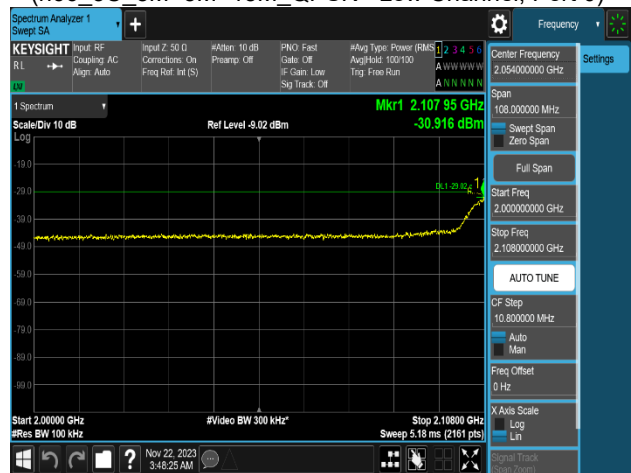 Spectrum Analyzer 1
Swept SA
+
Frequency
KEYSIGHT
RL
Input: RF
Coupling: AC
Align: Auto
Input Z: 50 Ω
Corrections: On
Freq Ref: Int (S)
#Atten: 10 dB
Preamp: Off
PNO: Fast
Gate: Off
IF Gain: Low
Sig Track: Off
#Avg Type: Power (RMS
Avg|Hold: 100/100
Trig: Free Run
1 2 3 4 5 6
A W W W W W
A N N N N N
LW
Center Frequency
2.054000000 GHz
Settings
Span
108.000000 MHz
Swept Span
Zero Span
Full Span
Start Freq
2.000000000 GHz
Stop Freq
2.108000000 GHz
AUTO TUNE
CF Step
10.800000 MHz
Auto
Man
Freq Offset
0 Hz
X Axis Scale
Log
Lin
Signal Track
(Span Zoom)
1 Spectrum
Scale/Div 10 dB
Log
Ref Level -9.02 dBm
Mkr1 2.107 95 GHz
-30.916 dBm
DL1 -29.02
1
-19.0
-29.0
-39.0
-49.0
-59.0
-69.0
-79.0
-89.0
-99.0
Start 2.00000 GHz
#Res BW 100 kHz
#Video BW 300 kHz*
Stop 2.10800 GHz
Sweep 5.18 ms (2161 pts)
?
Nov 22, 2023
3:48:25 AM